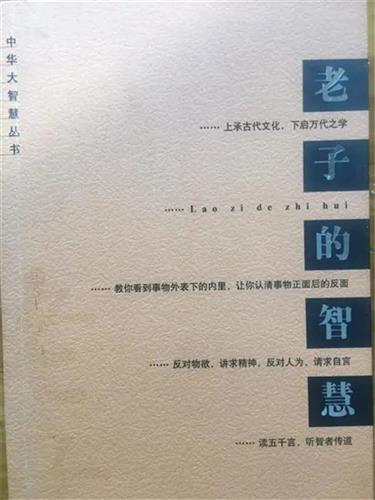 中华大智慧丛书
老子的智慧
……上承古代文化，下启万代之学
……Lao zi de zhi hui
……教你看到事物外表下的内里，让你认清事物正面后的反面
……反对物欲，讲求精神，反对人为，请求自言
……读五千言，听智者传道